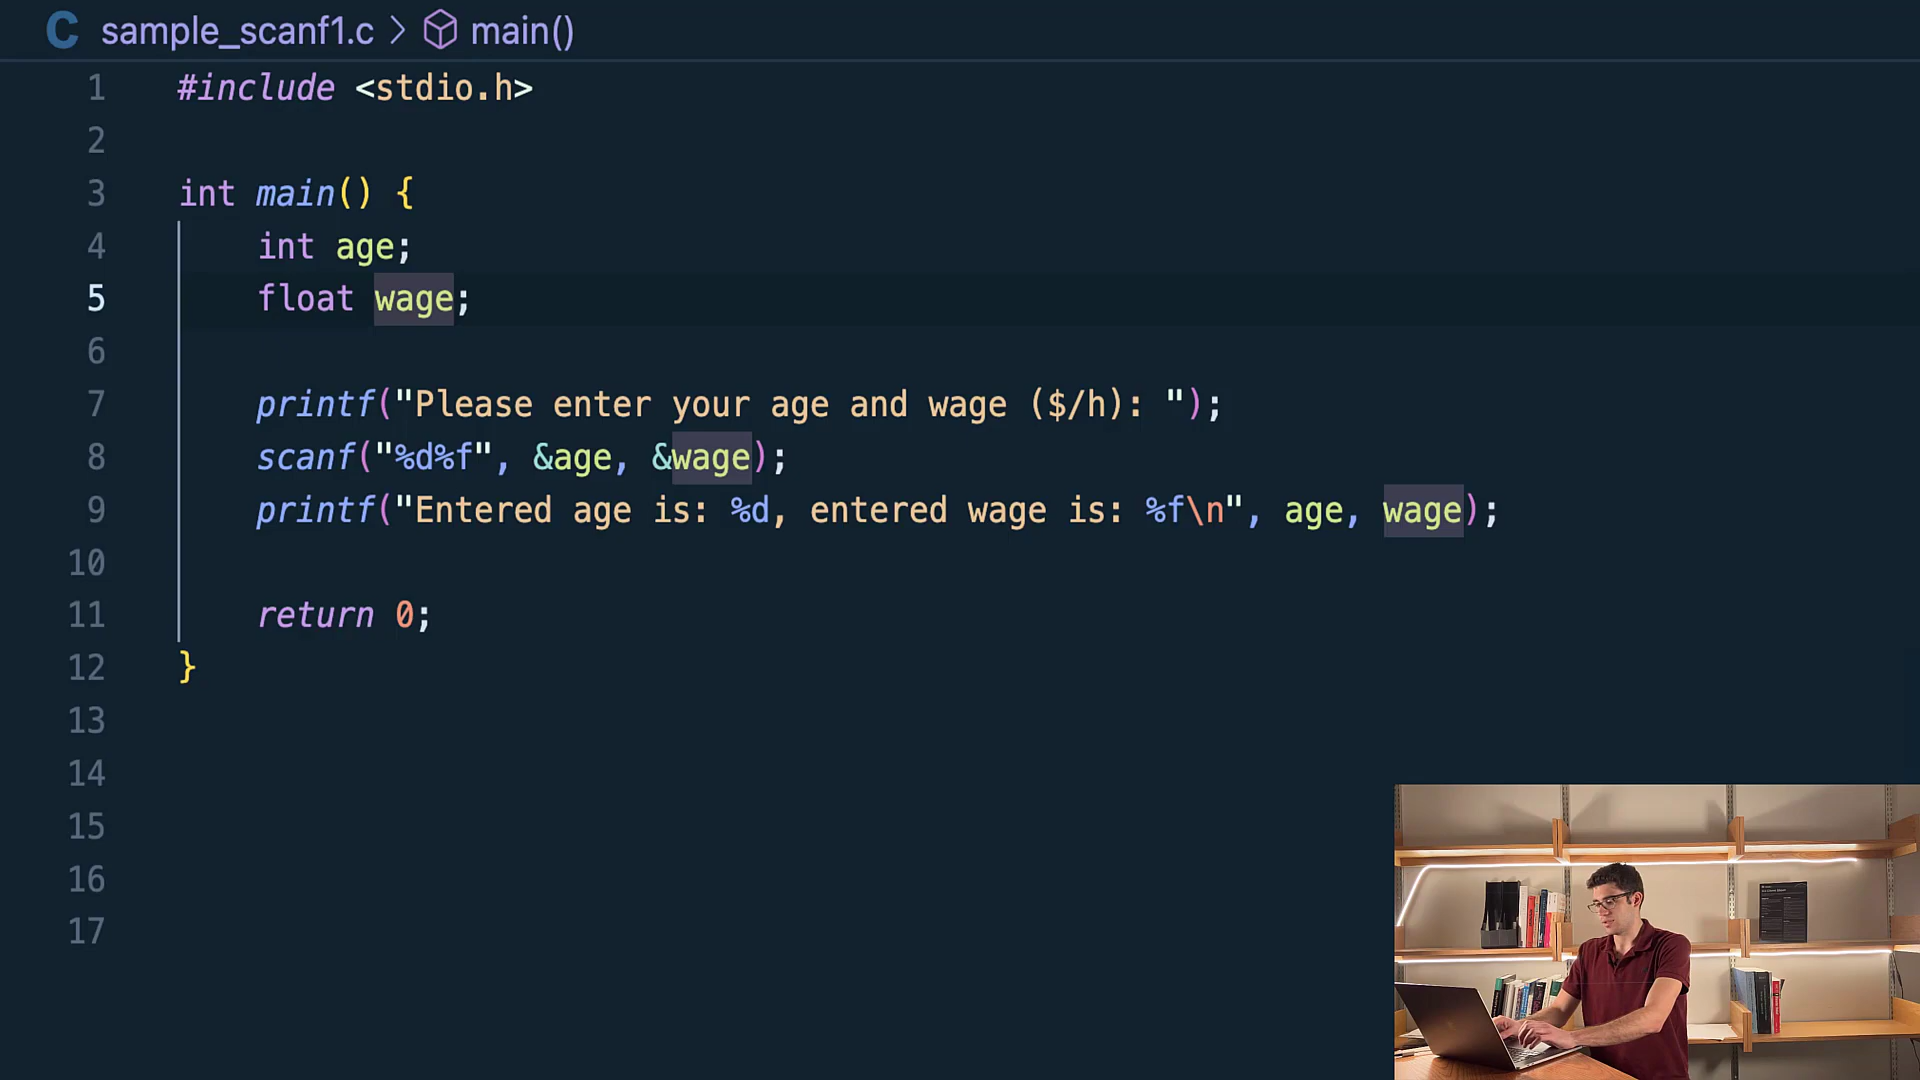 C sample_scanf1.c > main()
1 #include <stdio.h>
2
3 int main() {
4 int age;
5 float wage;
6
7 printf("Please enter your age and wage ($/h): ");
8 scanf("%d%f", &age, &wage);
9 printf("Entered age is: %d, entered wage is: %f\n", age, wage);
10
11 return 0;
12 }
13
14
15
16
17